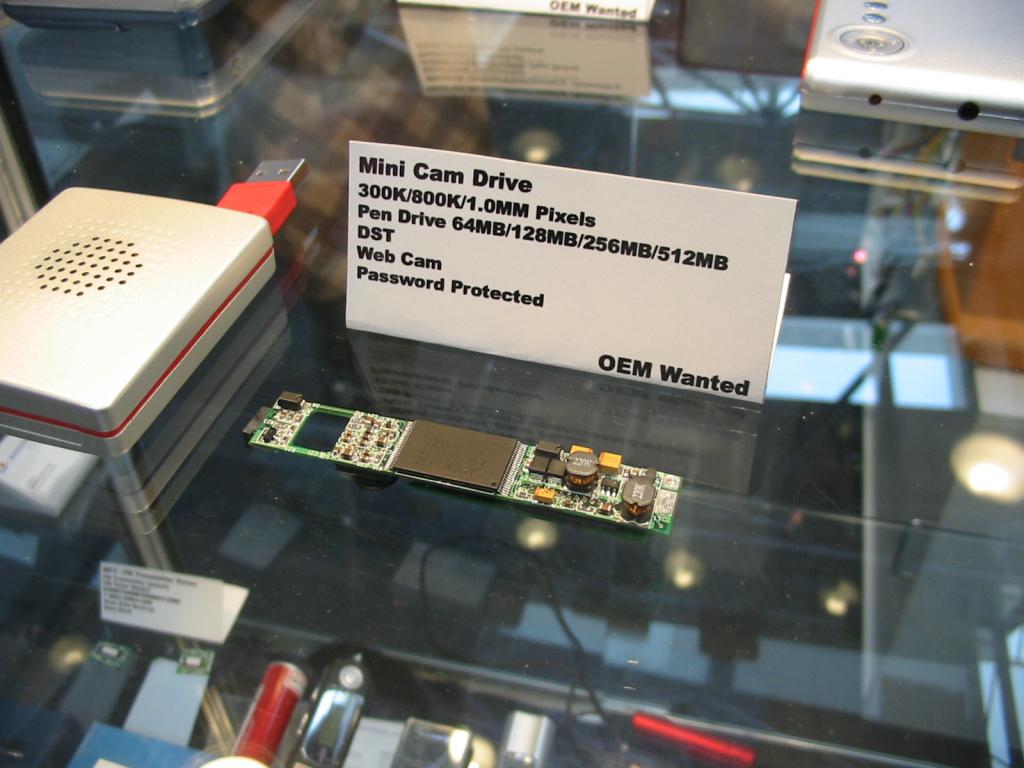 OEM Wanted
Mini Cam Drive
300K/800K/1.0MM Pixels
Pen Drive 64MB/128MB/256MB/512MB
DST
Web Cam
Password Protected
OEM Wanted
220K